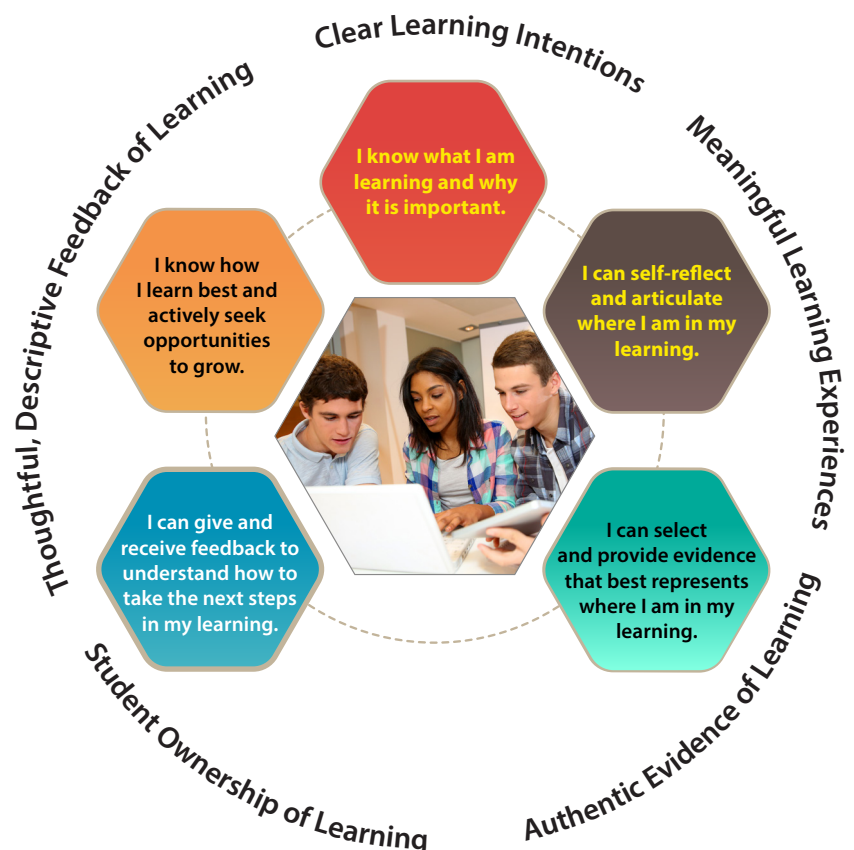 Clear Learning Intentions
Meaningful Learning Experiences
Authentic Evidence of Learning
Student Ownership of Learning
Thoughtful, Descriptive Feedback of Learning
I know what I am
learning and why
it is important.
I can self-reflect
and articulate
where I am in my
learning.
I can select
and provide evidence
that best represents
where I am in my
learning.
I can give and
receive feedback to
understand how to
take the next steps
in my learning.
I know how
I learn best and
actively seek
opportunities
to grow.